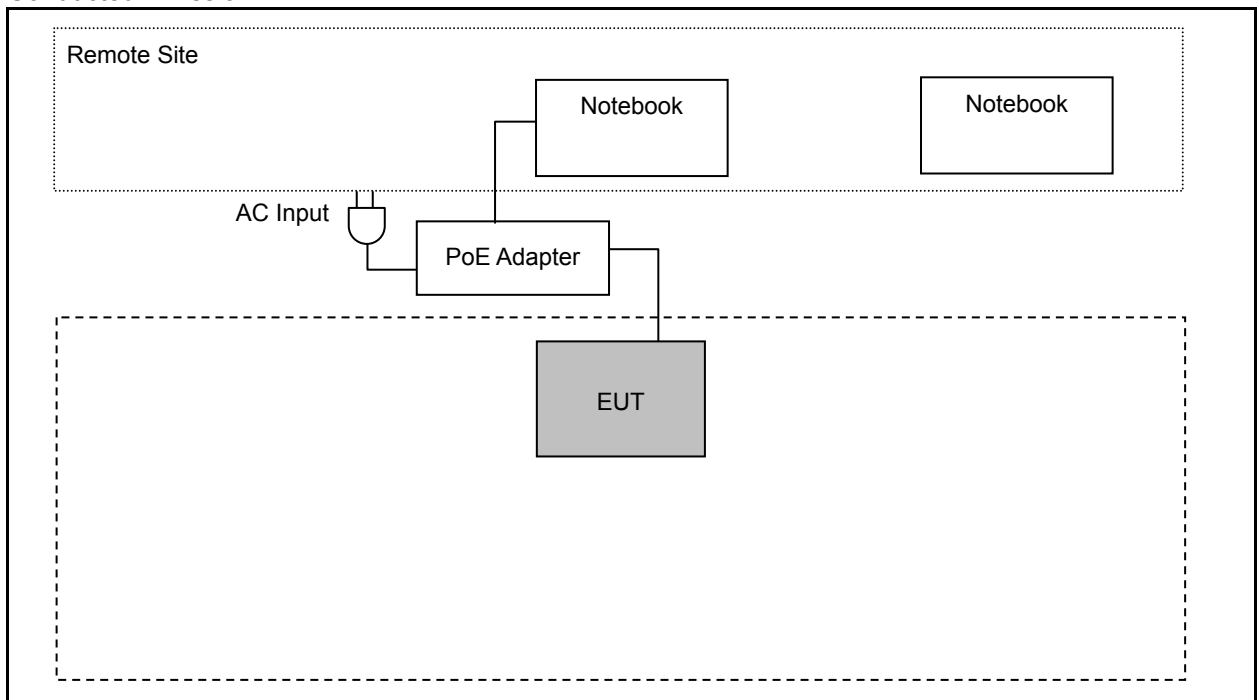 Remote Site
Notebook
Notebook
AC Input
PoE Adapter
EUT